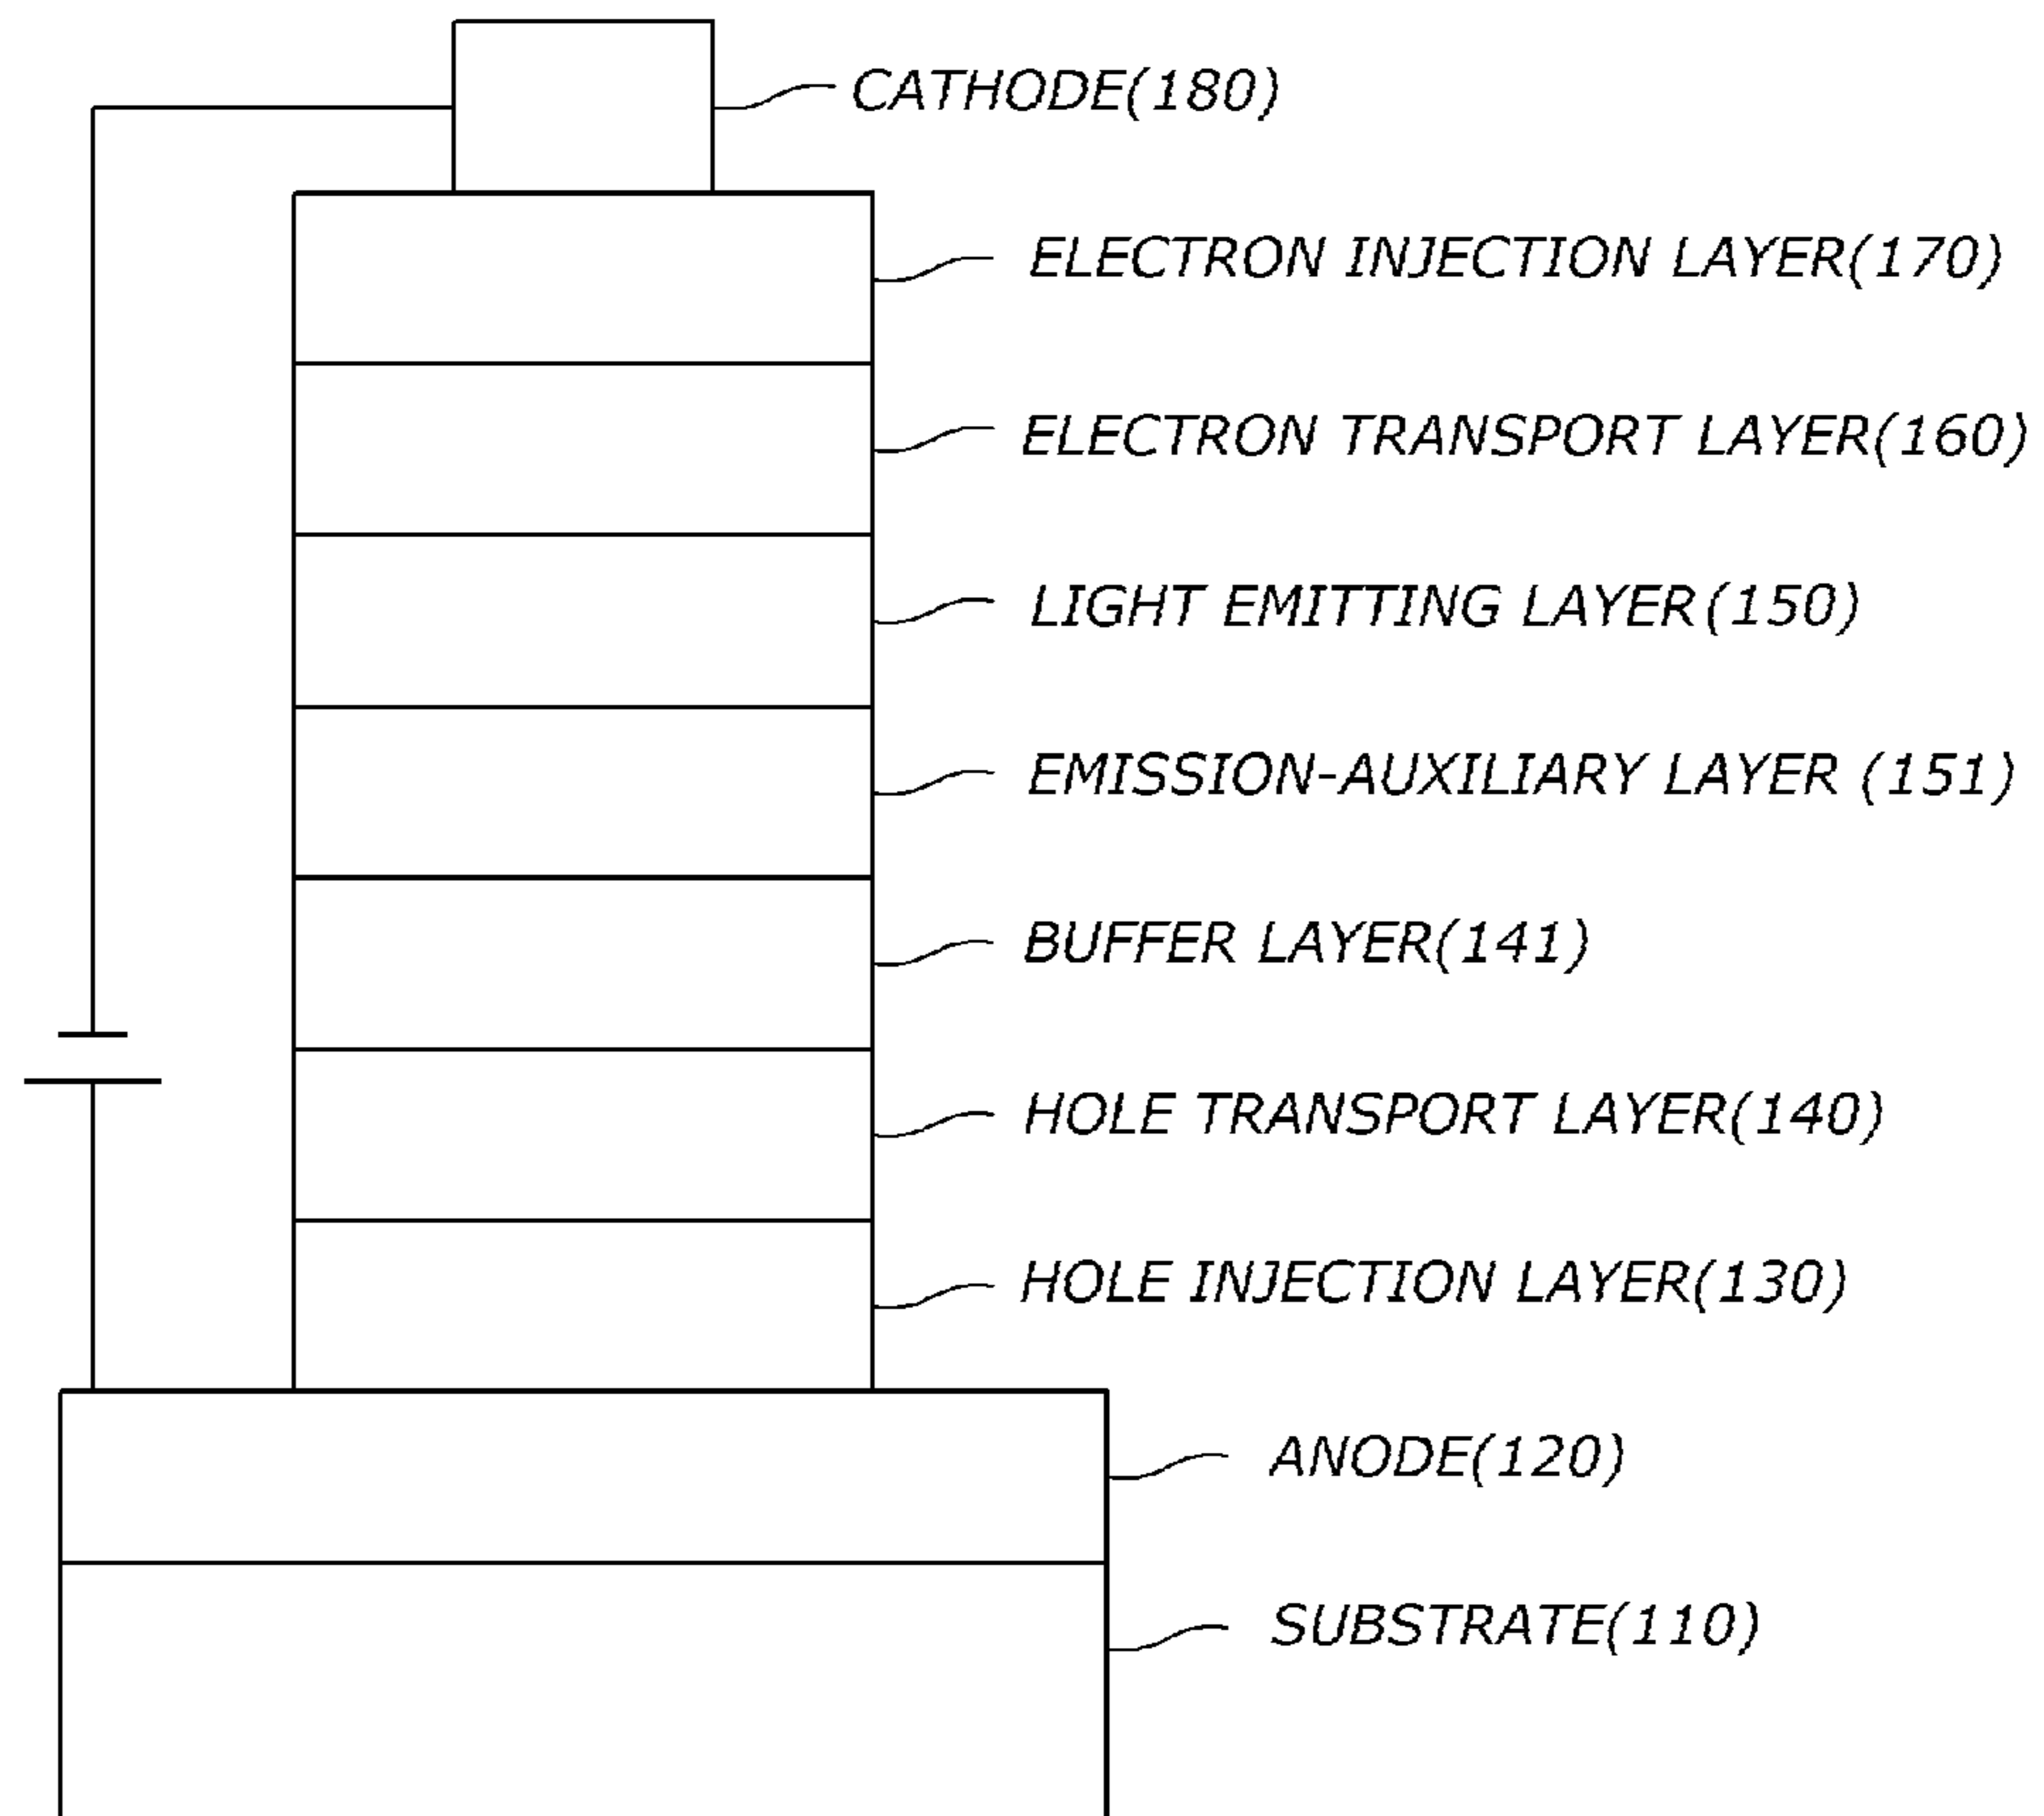 CATHODE(180)
ELECTRON INJECTION LAYER(170)
ELECTRON TRANSPORT LAYER(160)
LIGHT EMITTING LAYER(150)
EMISSION-AUXILIARY LAYER (151)
BUFFER LAYER(141)
HOLE TRANSPORT LAYER(140)
HOLE INJECTION LAYER(130)
ANODE(120)
SUBSTRATE(110)